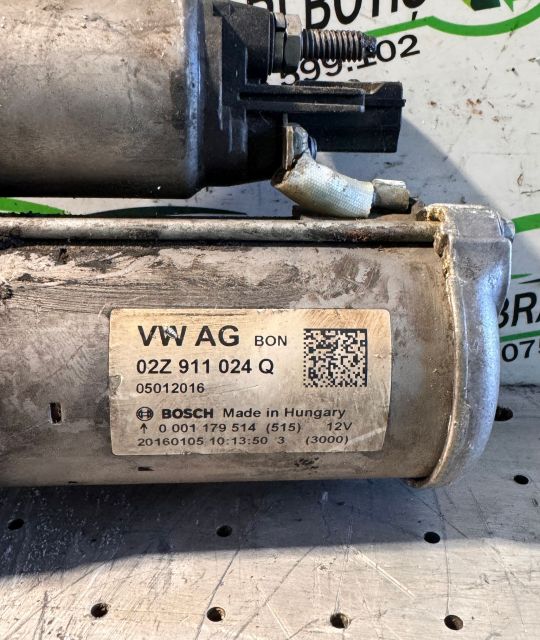 599.102
VW AG BON
02Z 911 024 Q
05012016
BOSCH Made in Hungary
↑ 0 001 179 514 (515) 12V
20160105 10:13:50 3 (3000)
075